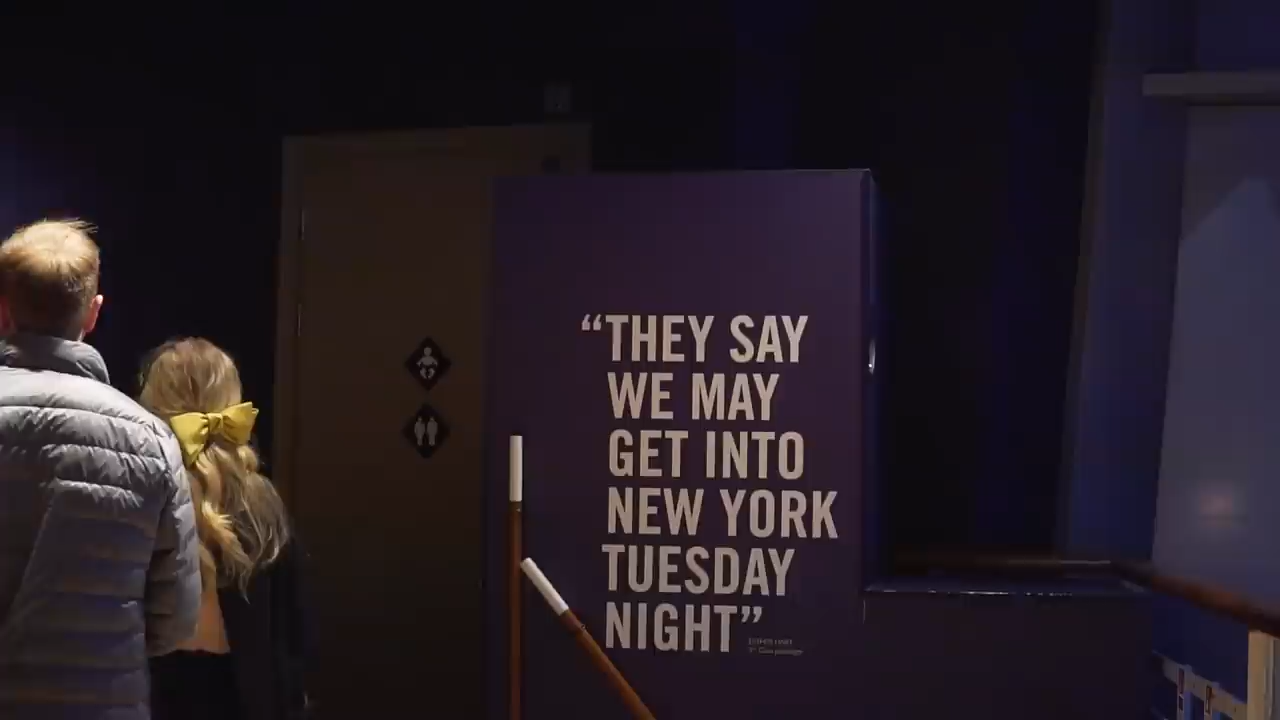 “THEY SAY
WE MAY
GET INTO
NEW YORK
TUESDAY
NIGHT”